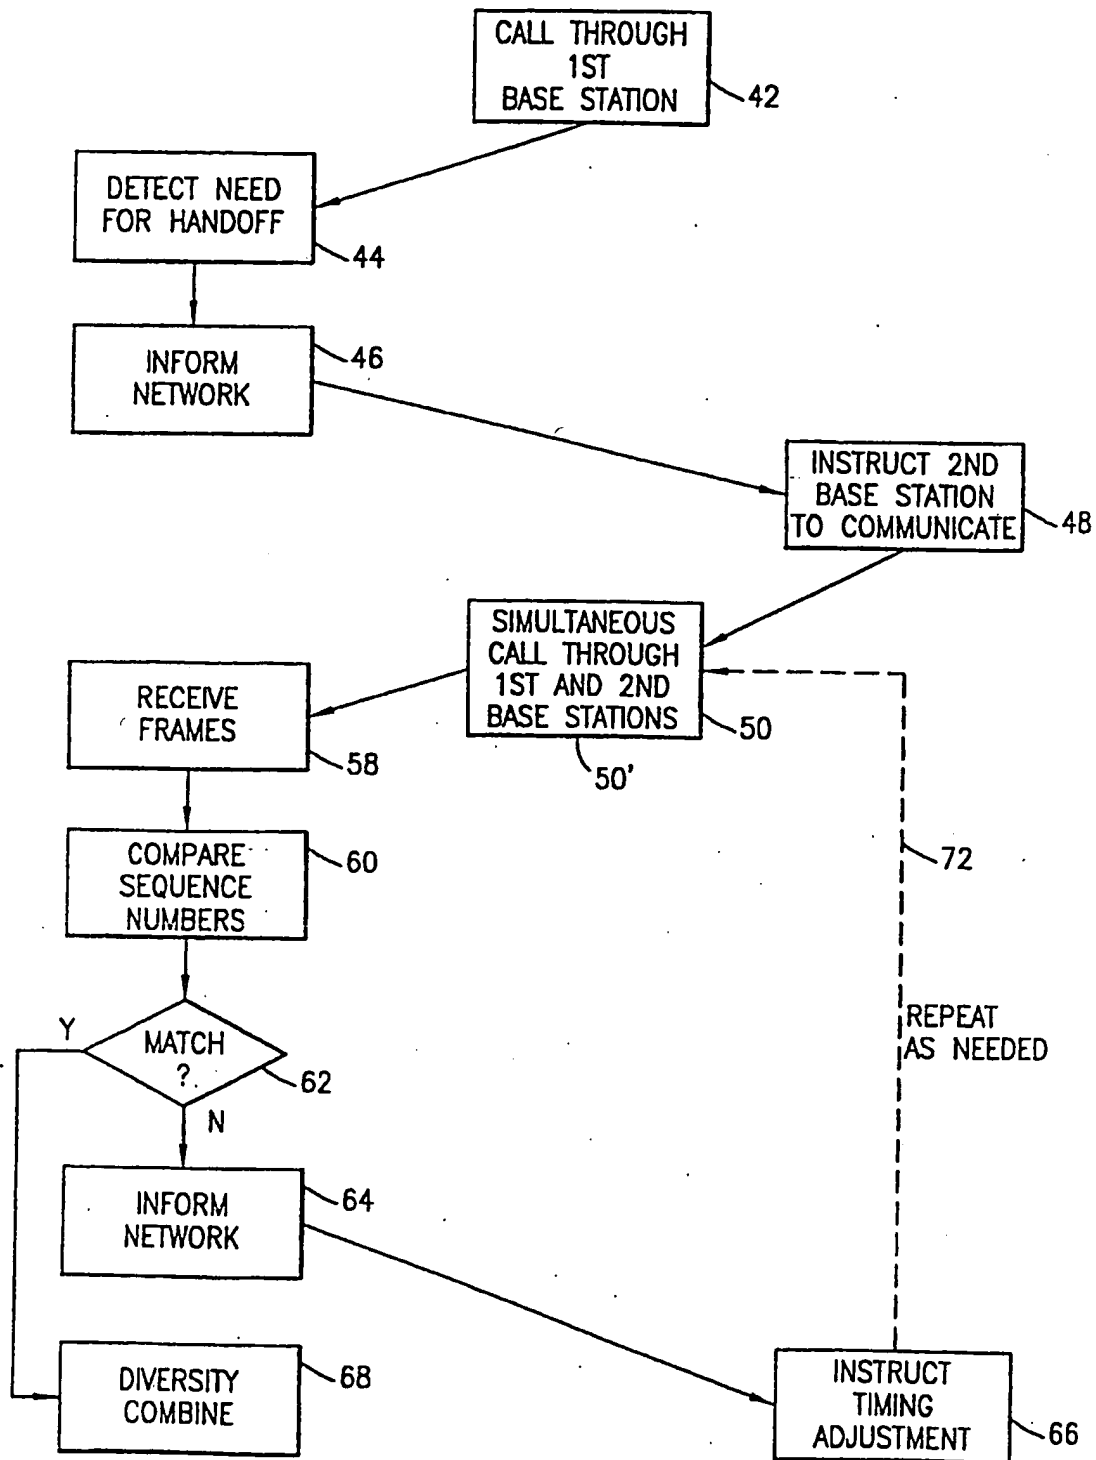 CALL THROUGH
1ST
BASE STATION
42
DETECT NEED
FOR HANDOFF
44
INFORM
NETWORK
46
INSTRUCT 2ND
BASE STATION
TO COMMUNICATE
48
SIMULTANEOUS
CALL THROUGH
1ST AND 2ND
BASE STATIONS
50
50'
RECEIVE
FRAMES
58
COMPARE
SEQUENCE
NUMBERS
60
72
REPEAT
AS NEEDED
Y
MATCH
?
62
N
INFORM
NETWORK
64
DIVERSITY
COMBINE
68
INSTRUCT
TIMING
ADJUSTMENT
66